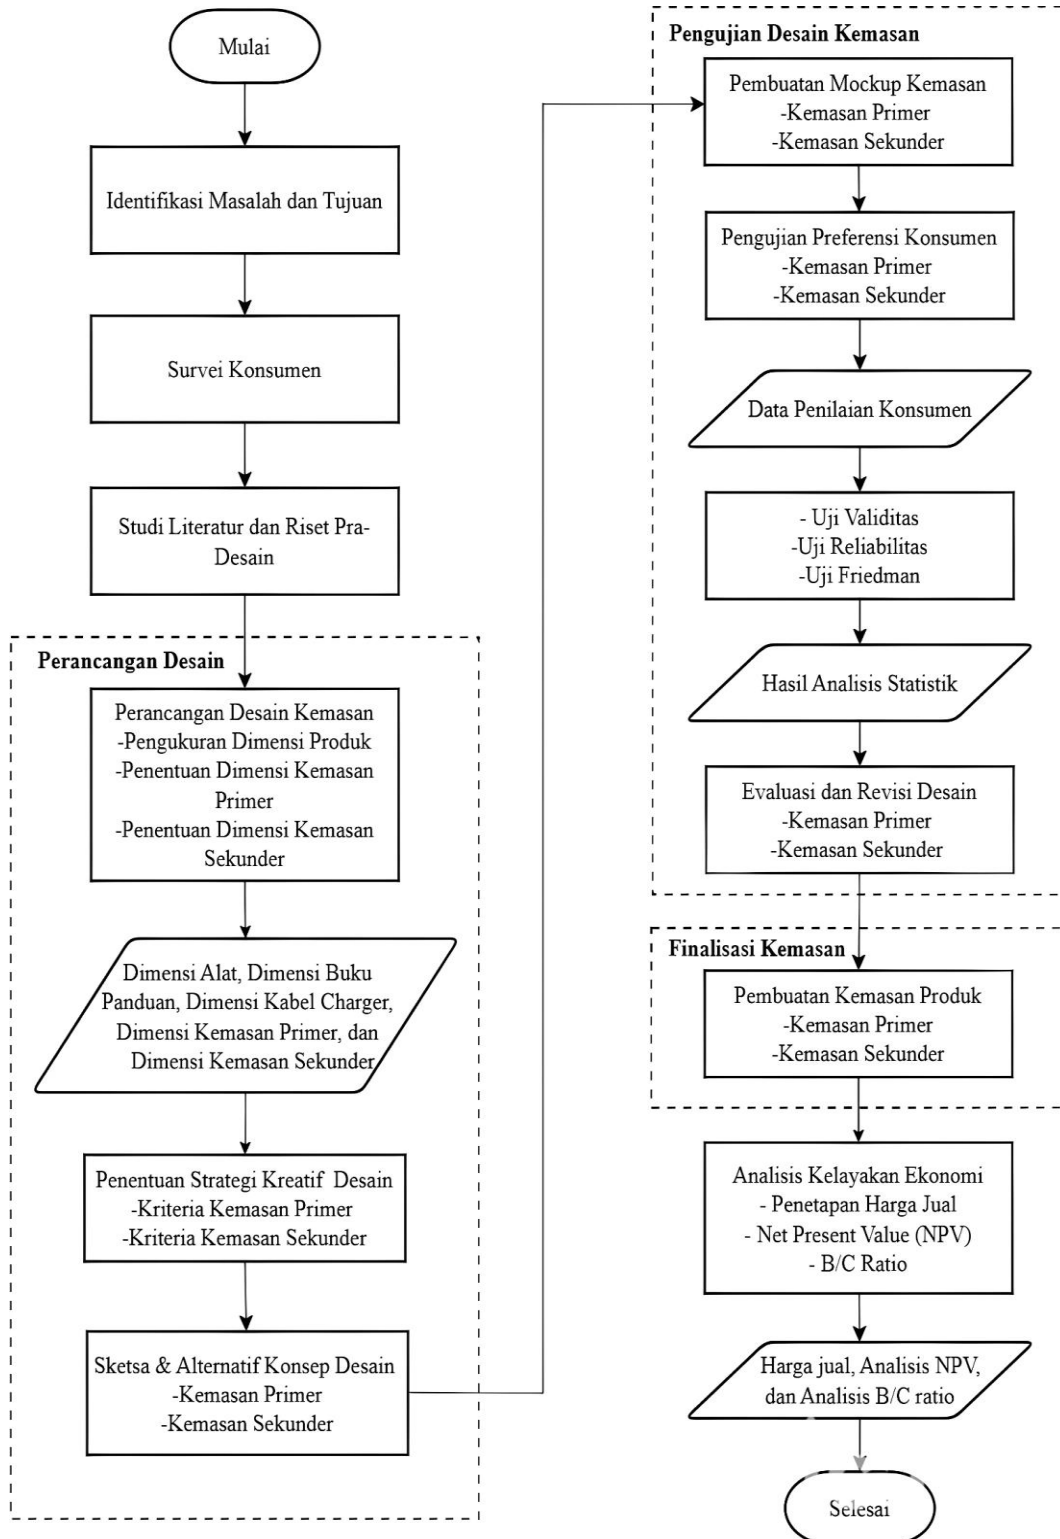 Mulai
Identifikasi Masalah dan Tujuan
Survei Konsumen
Studi Literatur dan Riset Pra-
Desain
Perancangan Desain
Perancangan Desain Kemasan
-Pengukuran Dimensi Produk
-Penentuan Dimensi Kemasan
Primer
-Penentuan Dimensi Kemasan
Sekunder
Dimensi Alat, Dimensi Buku
Panduan, Dimensi Kabel Charger,
Dimensi Kemasan Primer, dan
Dimensi Kemasan Sekunder
Penentuan Strategi Kreatif Desain
-Kriteria Kemasan Primer
-Kriteria Kemasan Sekunder
Sketsa & Alternatif Konsep Desain
-Kemasan Primer
-Kemasan Sekunder
Pengujian Desain Kemasan
Pembuatan Mockup Kemasan
-Kemasan Primer
-Kemasan Sekunder
Pengujian Preferensi Konsumen
-Kemasan Primer
-Kemasan Sekunder
Data Penilaian Konsumen
- Uji Validitas
-Uji Reliabilitas
-Uji Friedman
Hasil Analisis Statistik
Evaluasi dan Revisi Desain
-Kemasan Primer
-Kemasan Sekunder
Finalisasi Kemasan
Pembuatan Kemasan Produk
-Kemasan Primer
-Kemasan Sekunder
Analisis Kelayakan Ekonomi
- Penetapan Harga Jual
- Net Present Value (NPV)
- B/C Ratio
Harga jual, Analisis NPV,
dan Analisis B/C ratio
Selesai